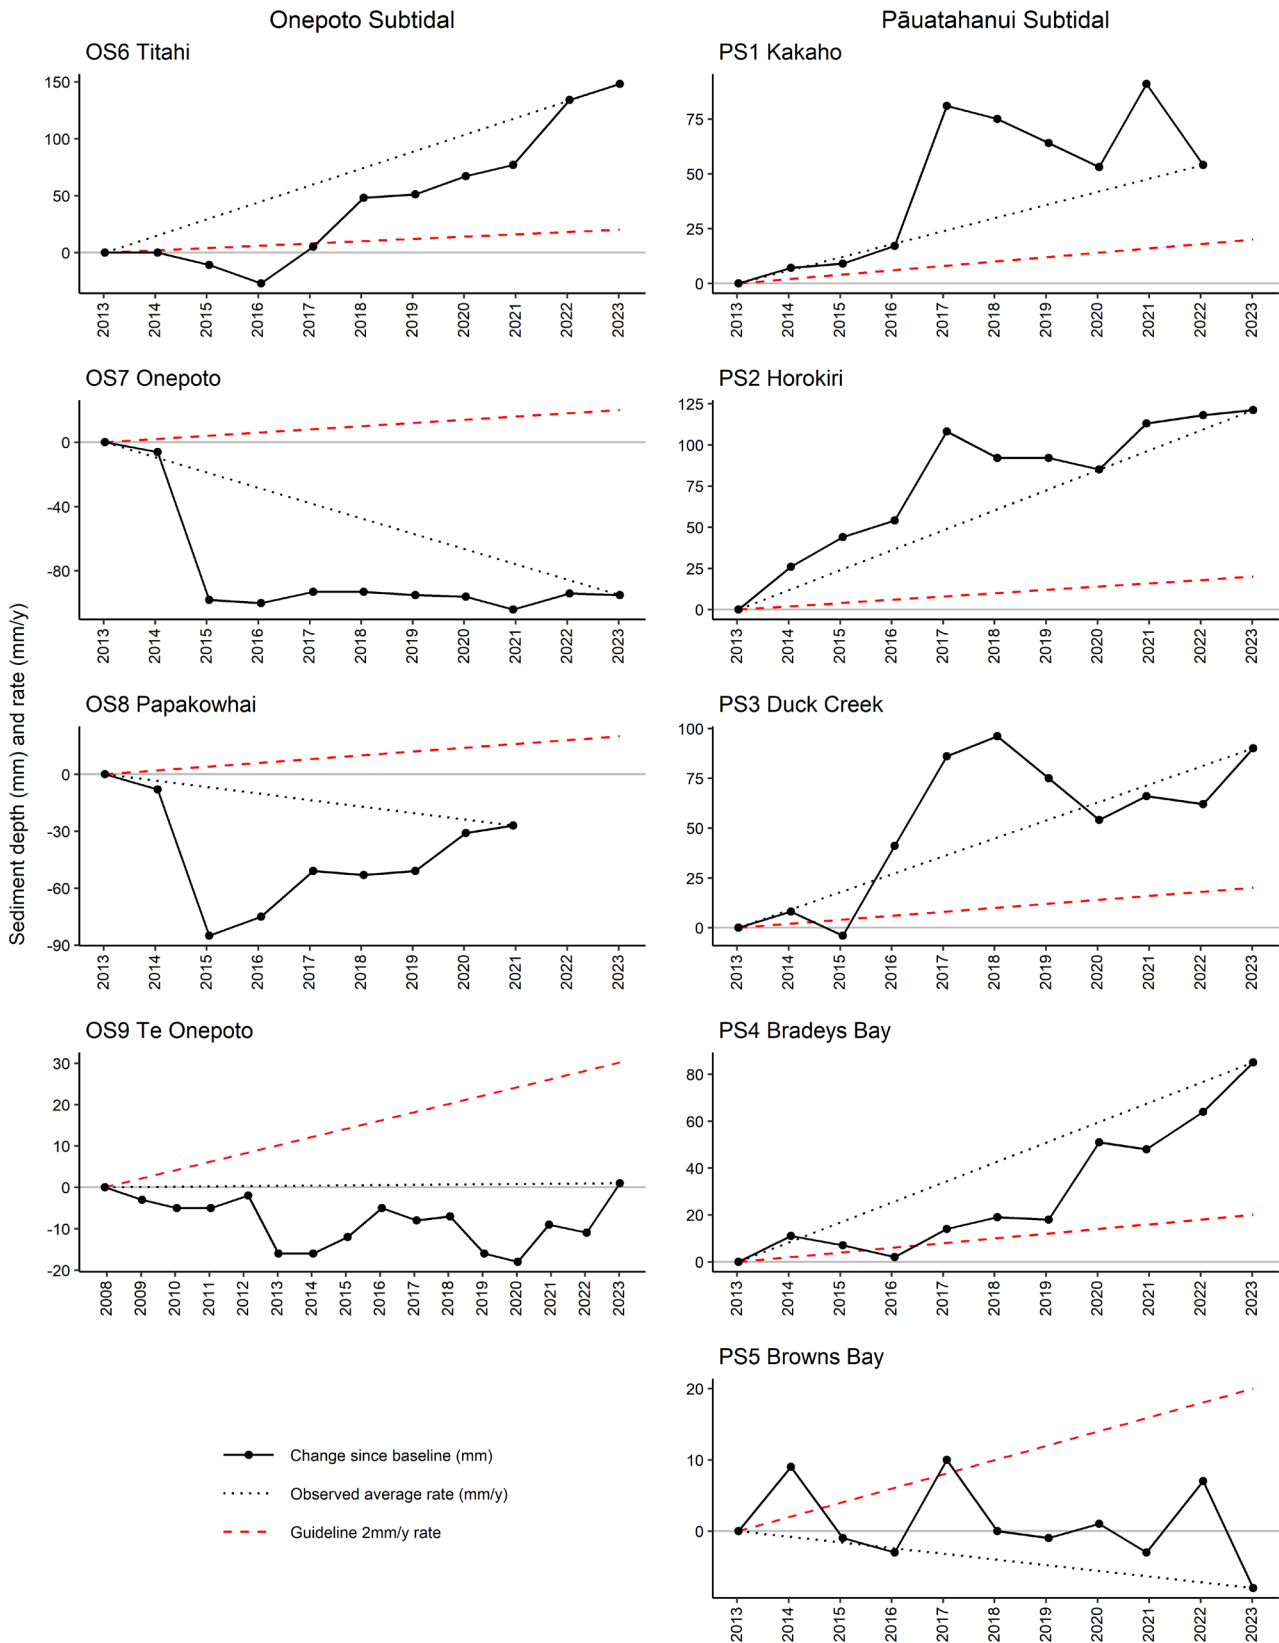 Onepoto Subtidal
Pāuatahanui Subtidal
Sediment depth (mm) and rate (mm/y)
OS6 Titahi
150
100
50
0
2013 2014 2015 2016 2017 2018 2019 2020 2021 2022 2023
PS1 Kakaho
75
50
25
0
2013 2014 2015 2016 2017 2018 2019 2020 2021 2022 2023
OS7 Onepoto
0
-40
-80
2013 2014 2015 2016 2017 2018 2019 2020 2021 2022 2023
PS2 Horokiri
125
100
75
50
25
0
2013 2014 2015 2016 2017 2018 2019 2020 2021 2022 2023
OS8 Papakowhai
0
-30
-60
-90
2013 2014 2015 2016 2017 2018 2019 2020 2021 2022 2023
PS3 Duck Creek
100
75
50
25
0
2013 2014 2015 2016 2017 2018 2019 2020 2021 2022 2023
OS9 Te Onepoto
30
20
10
0
-10
-20
2008 2009 2010 2011 2012 2013 2014 2015 2016 2017 2018 2019 2020 2021 2022 2023
PS4 Bradeys Bay
80
60
40
20
0
2013 2014 2015 2016 2017 2018 2019 2020 2021 2022 2023
PS5 Browns Bay
20
10
0
2013 2014 2015 2016 2017 2018 2019 2020 2021 2022 2023
Change since baseline (mm)
Observed average rate (mm/y)
Guideline 2mm/y rate